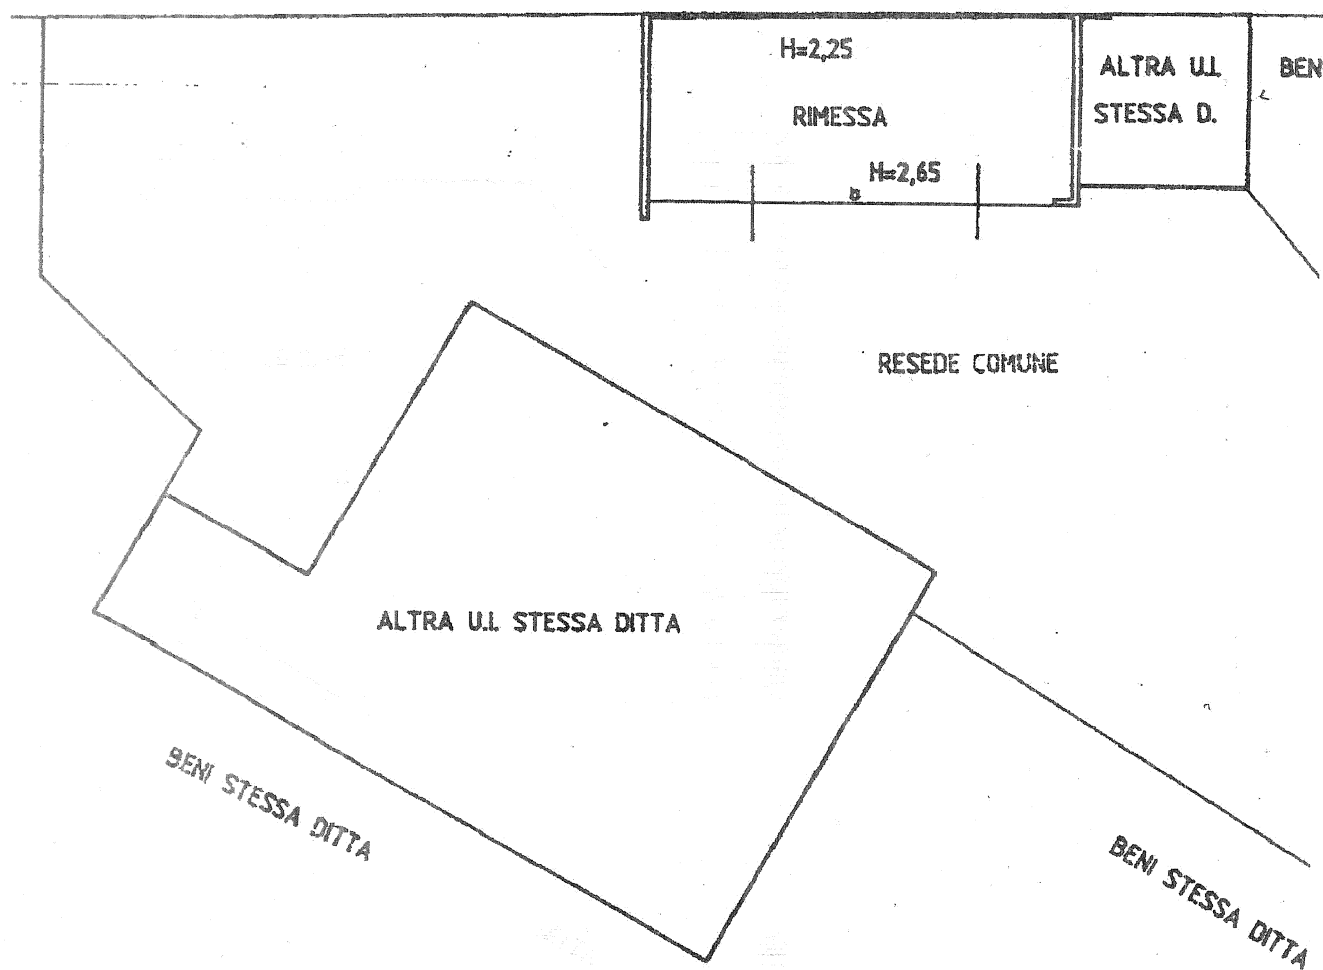 H=2,25
ALTRA U.I.
STESSA D.
BEN
RIMESSA
H=2,65
RESEDE COMUNE
ALTRA U.I. STESSA DITTA
BENI STESSA DITTA
BENI STESSA DITTA